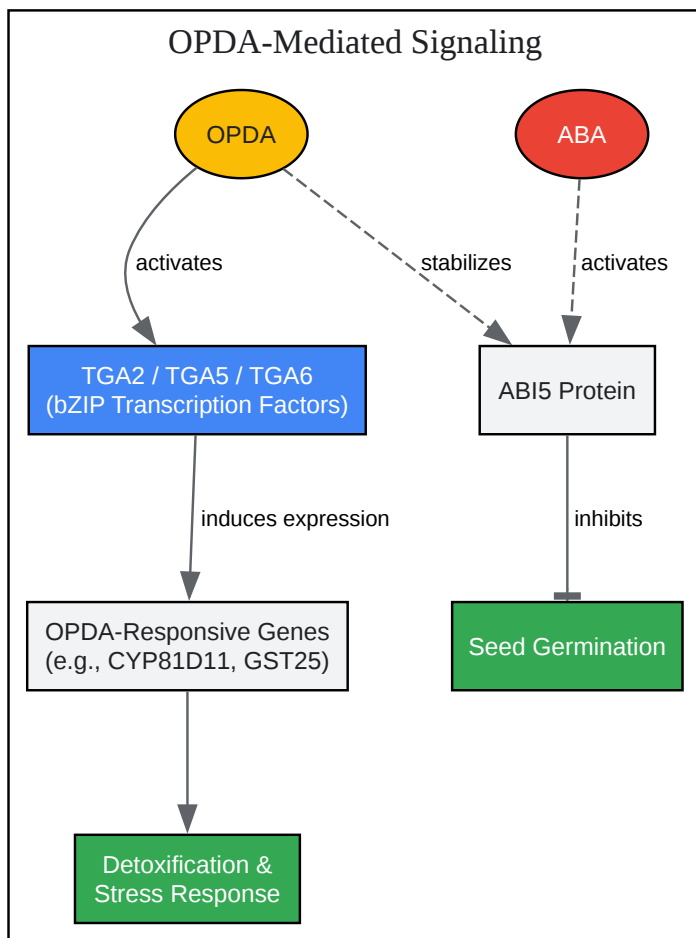 OPDA-Mediated Signaling
OPDA
ABA
activates
stabilizes
activates
TGA2 / TGA5 / TGA6
(bZIP Transcription Factors)
ABI5 Protein
induces expression
inhibits
OPDA-Responsive Genes
(e.g., CYP81D11, GST25)
Seed Germination
Detoxification &
Stress Response